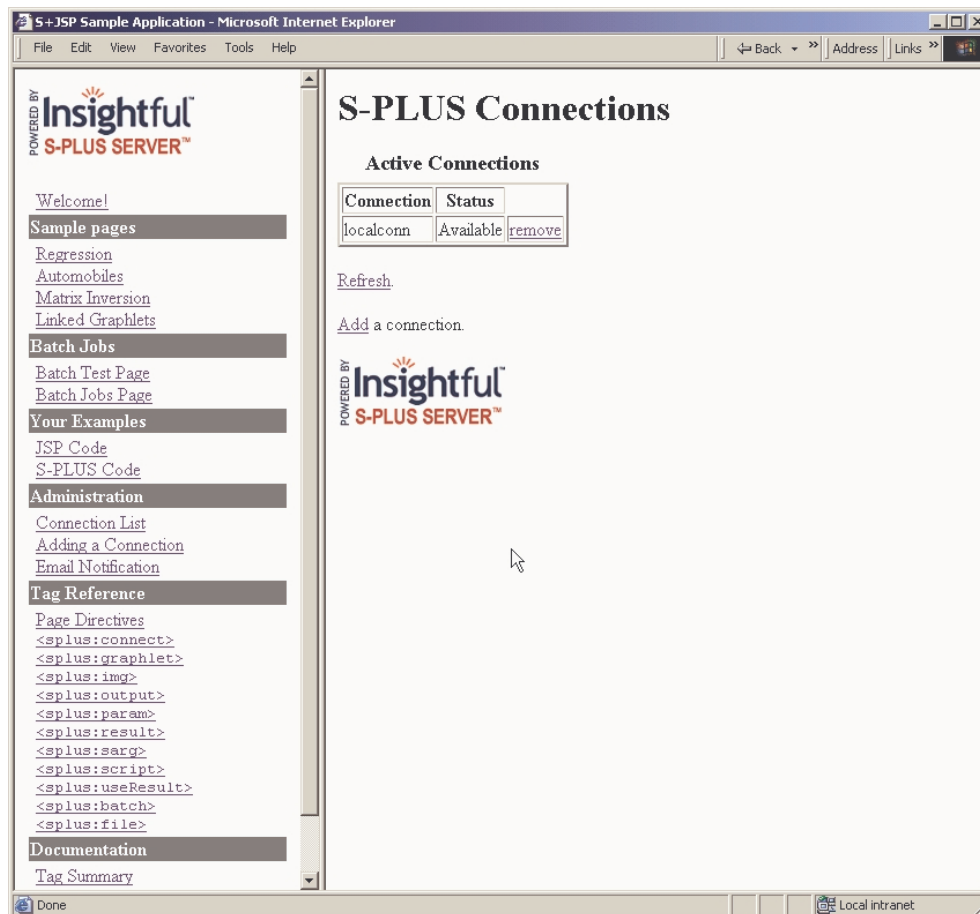 S+JSP Sample Application - Microsoft Internet Explorer
File Edit View Favorites Tools Help
Back » Address Links »
POWERED BY
Insightful™
S-PLUS SERVER™
Welcome!
Sample pages
Regression
Automobiles
Matrix Inversion
Linked Graphlets
Batch Jobs
Batch Test Page
Batch Jobs Page
Your Examples
JSP Code
S-PLUS Code
Administration
Connection List
Adding a Connection
Email Notification
Tag Reference
Page Directives
<splus:connect>
<splus:graphlet>
<splus:img>
<splus:output>
<splus:param>
<splus:result>
<splus:sarg>
<splus:script>
<splus:useResult>
<splus:batch>
<splus:file>
Documentation
Tag Summary
S-PLUS Connections
Active Connections
Connection Status
localconn Available remove
Refresh.
Add a connection.
POWERED BY
Insightful™
S-PLUS SERVER™
Done
Local intranet